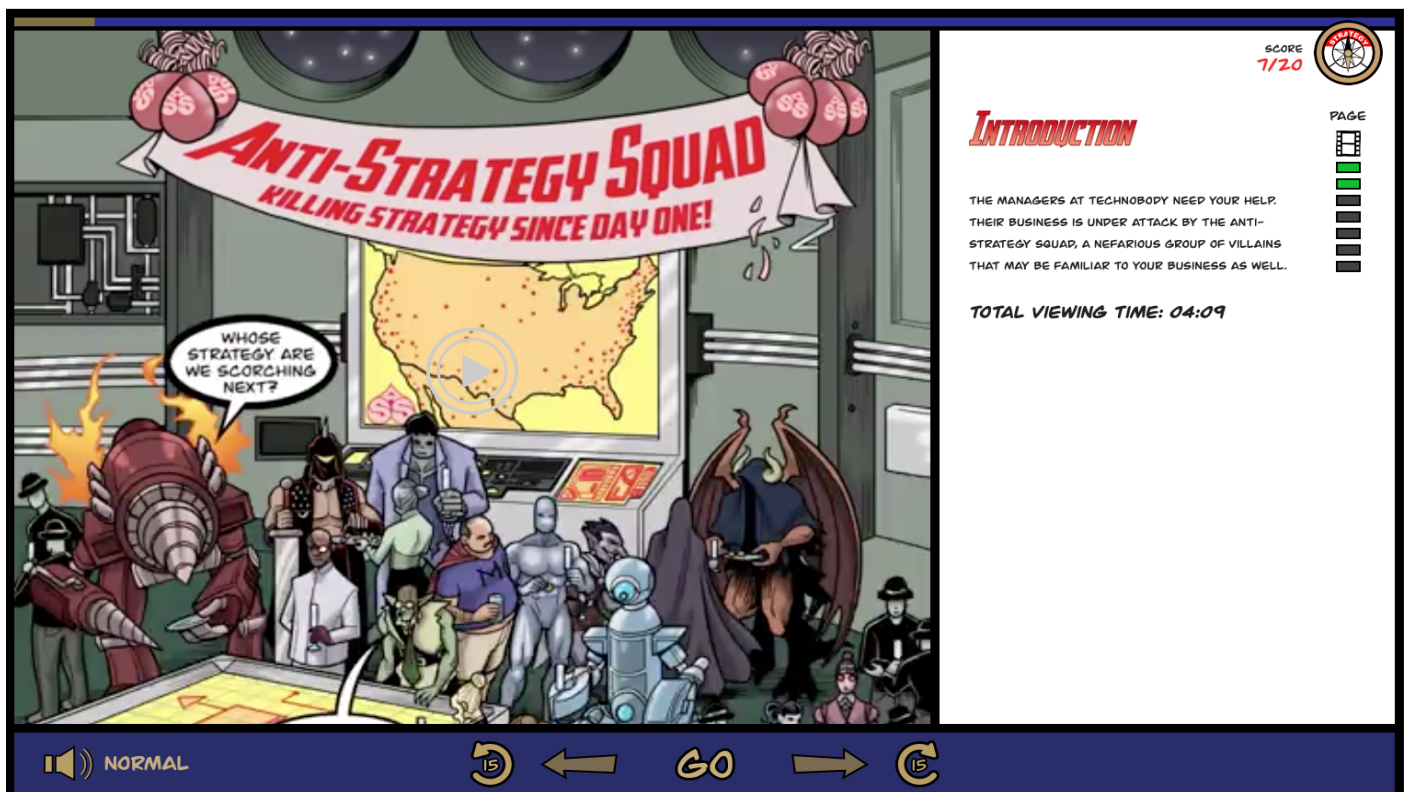 ANTI-STRATEGY SQUAD
KILLING STRATEGY SINCE DAY ONE!
WHOSE
STRATEGY ARE
WE SCORCHING
NEXT?
M
SCORE
7/20
STRATEGY
INTRODUCTION
PAGE
THE MANAGERS AT TECHNOBODY NEED YOUR HELP.
THEIR BUSINESS IS UNDER ATTACK BY THE ANTI-
STRATEGY SQUAD, A NEFARIOUS GROUP OF VILLAINS
THAT MAY BE FAMILIAR TO YOUR BUSINESS AS WELL.
TOTAL VIEWING TIME: 04:09
NORMAL
15
GO
15